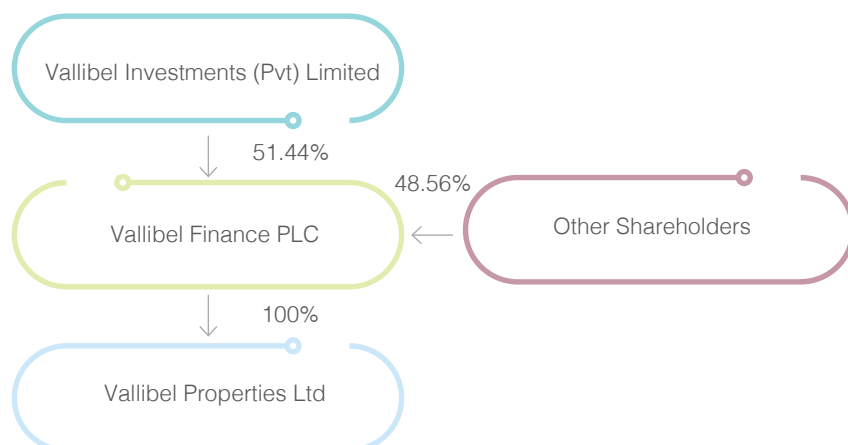 Vallibel Investments (Pvt) Limited
51.44%
48.56%
Vallibel Finance PLC
Other Shareholders
100%
Vallibel Properties Ltd